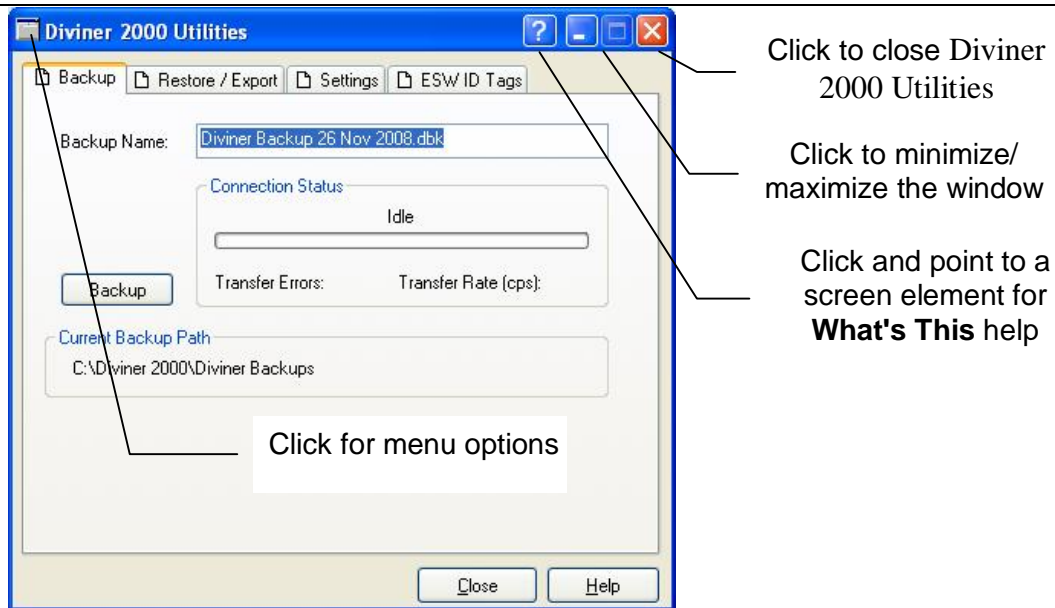 Diviner 2000 Utilities
?
Backup
Restore / Export
Settings
ESW ID Tags
Backup Name:
Diviner Backup 26 Nov 2008.dbk
Connection Status
Idle
Backup
Transfer Errors:
Transfer Rate (cps):
Current Backup Path
C:\Diviner 2000\Diviner Backups
Click for menu options
Close
Help
Click to close Diviner
2000 Utilities
Click to minimize/
maximize the window
Click and point to a
screen element for
What's This help